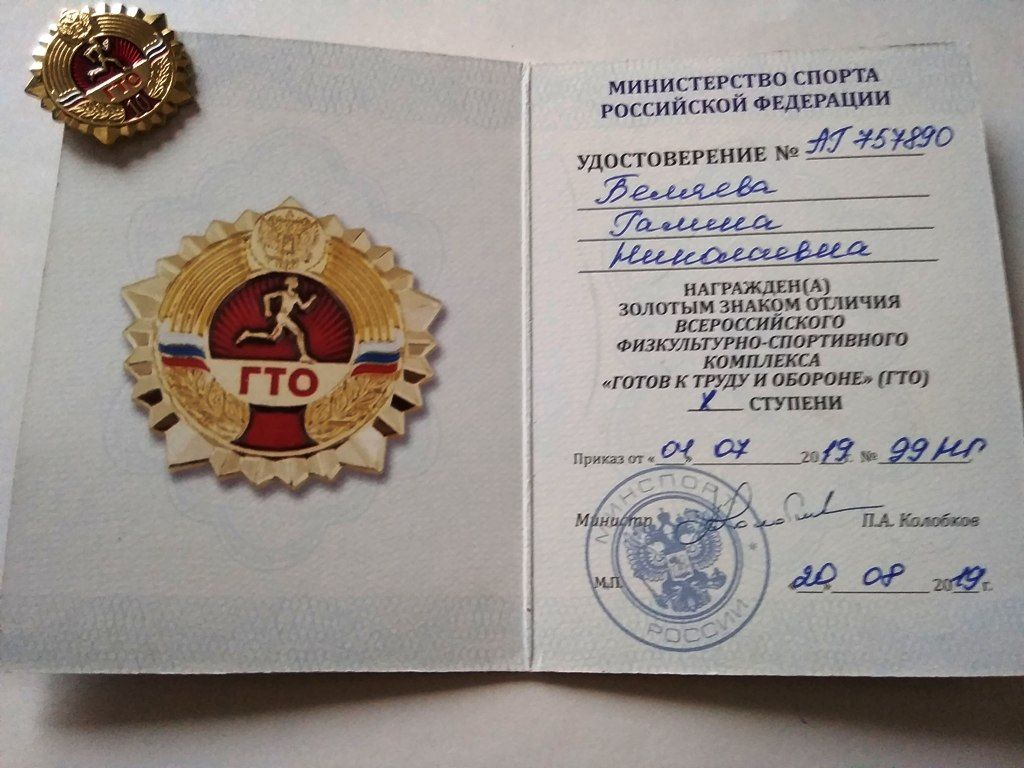 ГТО
10
ГТО
МИНИСТЕРСТВО СПОРТА
РОССИЙСКОЙ ФЕДЕРАЦИИ
УДОСТОВЕРЕНИЕ № АГ 757890
Беляева
Галина
Николаевна
НАГРАЖДЕН(А)
ЗОЛОТЫМ ЗНАКОМ ОТЛИЧИЯ
ВСЕРОССИЙСКОГО
ФИЗКУЛЬТУРНО-СПОРТИВНОГО
КОМПЛЕКСА
«ГОТОВ К ТРУДУ И ОБОРОНЕ» (ГТО)
X СТУПЕНИ
Приказ от « » 07 2019 г. № 99 НГ
МИНСПОРТ
Министр П.А. Колобков
М.П. «20» 08 2019 г.
РОССИИ